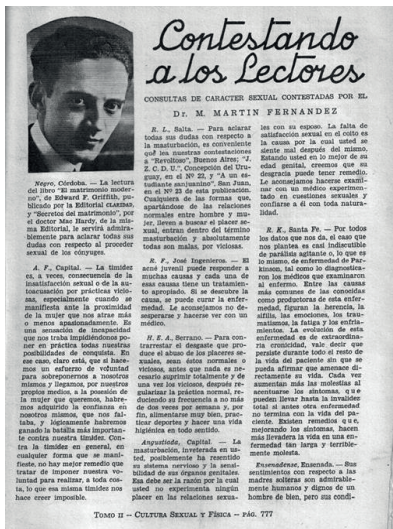 Contestando
a los Lectores
CONSULTAS DE CARACTER SEXUAL CONTESTADAS POR EL
Dr. M. MARTIN FERNANDEZ
Negro, Córdoba. — La lectura
del libro "El matrimonio moder-
no", de Edward F. Griffith, pu-
blicado por la Editorial CLARIDAD,
y "Secretos del matrimonio", por
el doctor Mac Hardy, de la mis-
ma Editorial, le servirá admira-
blemente para aclarar todas sus
dudas con respecto al proceder
sexual de los cónyuges.
A. F., Capital. — La timidez
es, a veces, consecuencia de la
insatisfacción sexual o de la au-
toacusación por prácticas vicio-
sas, especialmente cuando se
manifiesta ante la proximidad
de la mujer que nos atrae más
o menos apasionadamente. Es
una sensación de incapacidad
que nos traba impidiéndonos po-
ner en práctica todas nuestras
posibilidades de conquista. En
ese caso, claro está, que si hace-
mos un esfuerzo de voluntad
para sobreponernos a nosotros
mismos y llegamos, por nuestros
propios medios, a la posesión de
la mujer que queremos, habre-
mos adquirido la confianza en
nosotros mismos, que nos fal-
taba, y lógicamente habremos
ganado la batalla más importan-
te contra nuestra timidez. Con-
tra la timidez en general, en
cualquier forma que se mani-
fieste, no hay mejor remedio que
tratar de imponer nuestra vo-
luntad para realizar, a toda cos-
ta, lo que esa misma timidez nos
hace creer imposible.
R. L., Salta. — Para aclarar
todas sus dudas con respecto a
la masturbación, es conveniente
qué lea nuestras contestaciones
a "Revoltoso", Buenos Aires; "J.
Z. C. D. U.", Concepción del Uru-
guay, en el Nº 22, y "A un es-
tudiante sanjuanino", San Juan,
en el Nº 23 de esta publicación.
Cualquiera de las formas que,
apartándose de las relaciones
normales entre hombre y mu-
jer, lleven a buscar el placer se-
xual, entran dentro del término
masturbación y absolutamente
todas son malas, por viciosas.
R. F., José Ingenieros. — El
acné juvenil puede responder a
muchas causas y cada una de
esas causas tiene un tratamien-
to apropiado. Si se descubre la
causa, se puede curar la enfer-
medad. Le aconsejamos no de-
sesperarse y hacerse ver con un
médico.
H. E. A., Serrano. — Para con-
trarrestar el desgaste que pro-
duce el abuso de los placeres se-
xuales, sean éstos normales o
viciosos, antes que nada es ne-
cesario suprimir totalmente y de
una vez los viciosos, después re-
gularizar la práctica normal, re-
duciendo su frecuencia a no más
de dos veces por semana y, por
fin, alimentarse muy bien, prac-
ticar deportes y hacer una vida
higiénica en todo sentido.
Angustiada, Capital. — La
masturbación, inveterada en us-
ted, posiblemente ha resentido
su sistema nervioso y la sensi-
bilidad de sus órganos genitales.
Esa debe ser la razón por la cual
usted no experimenta ningún
placer en las relaciones sexua-
les con su esposo. La falta de
satisfacción sexual en el coito es
la causa por la cual usted se
siente mal después del mismo.
Estando usted en lo mejor de su
edad genital, creemos que su
desgracia puede tener remedio.
Le aconsejamos hacerse exami-
nar con un médico experimen-
tado en cuestiones sexuales y
confiarse a él con toda natura-
lidad.
R. K., Santa Fe. — Por todos
los datos que nos da, el caso que
nos plantea es casi indiscutible
de parálisis agitante o, lo que es
lo mismo, de enfermedad de Par-
kinson, tal como lo diagnostica-
ron los médicos que examinaron
al enfermo. Entre las causas
más comunes de las conocidas
como productoras de esta enfer-
medad, figuran la herencia, la
sífilis, las emociones, los trau-
matismos, la fatiga y los enfria-
mientos. La evolución de esta
enfermedad es de extraordina-
ria cronicidad, vale decir que
persiste durante todo el resto de
la vida del paciente sin que se
pueda afirmar que amenace di-
rectamente su vida. Cada vez
aumentan más las molestias al
acentuarse los síntomas, que
pueden llevar hasta la invalidez
total si antes otra enfermedad
no termina con la vida del pa-
ciente. Existen remedios que,
mejorando los síntomas, hacen
más llevadera la vida en una en-
fermedad tan larga y terrible-
mente molesta.
Ensenadense, Ensenada. — Sus
sentimientos con respecto a las
madres solteras son admirable-
mente humanos y dignos de un
hombre de bien, pero sus condi-
TOMO II - CULTURA SEXUAL Y FÍSICA - PÁG. 777